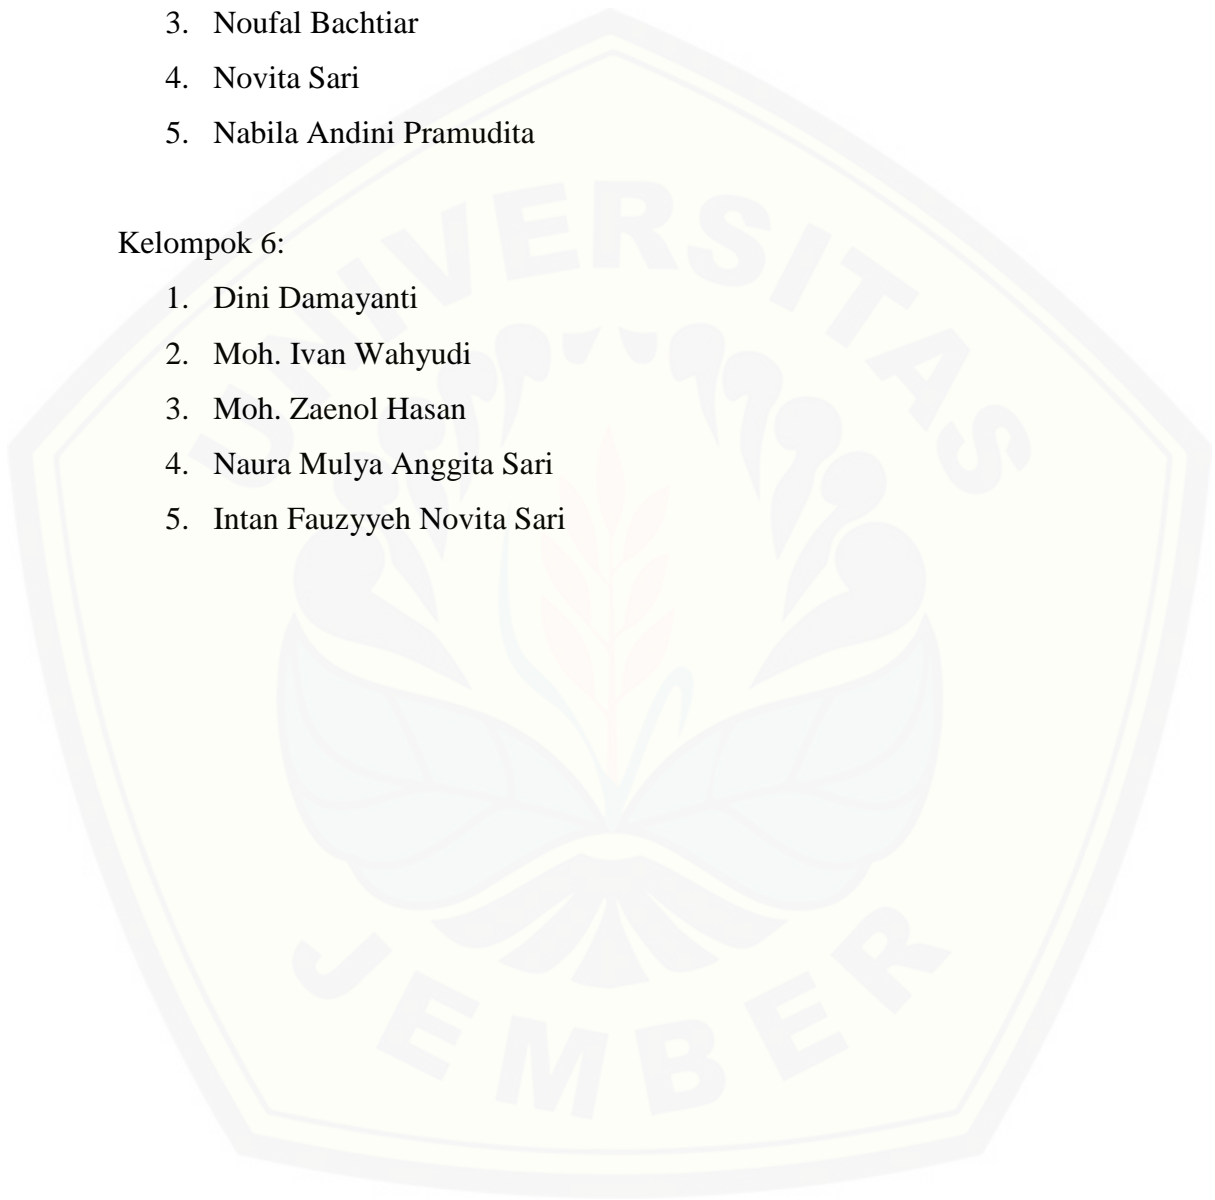 3. Noufal Bachtiar
4. Novita Sari
5. Nabila Andini Pramudita
Kelompok 6:
1. Dini Damayanti
2. Moh. Ivan Wahyudi
3. Moh. Zaenol Hasan
4. Naura Mulya Anggita Sari
5. Intan Fauzyyeh Novita Sari
UNIVERSITAS
JEMBER